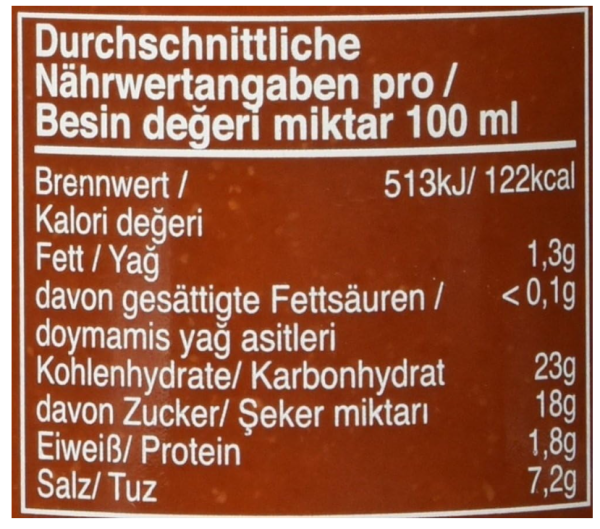 Durchschnittliche
Nährwertangaben pro /
Besin değeri miktar 100 ml
Brennwert / 513kJ/ 122kcal
Kalori değeri
Fett / Yağ 1,3g
davon gesättigte Fettsäuren / < 0,1g
doymamis yağ asitleri
Kohlenhydrate/ Karbonhydrat 23g
davon Zucker/ Şeker miktarı 18g
Eiweiß/ Protein 1,8g
Salz/ Tuz 7,2g